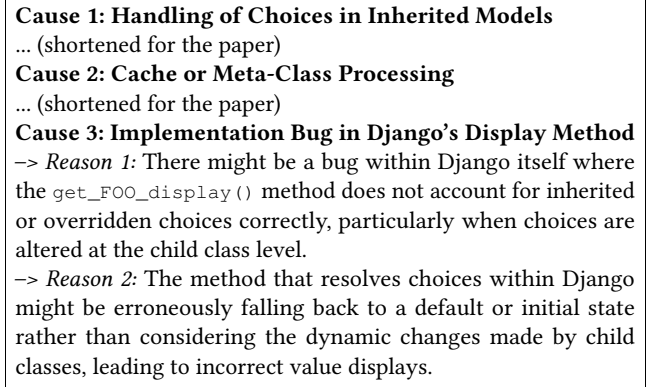 Cause 1: Handling of Choices in Inherited Models
... (shortened for the paper)
Cause 2: Cache or Meta-Class Processing
... (shortened for the paper)
Cause 3: Implementation Bug in Django’s Display Method
–> Reason 1: There might be a bug within Django itself where
the get_FOO_display() method does not account for inherited
or overridden choices correctly, particularly when choices are
altered at the child class level.
–> Reason 2: The method that resolves choices within Django
might be erroneously falling back to a default or initial state
rather than considering the dynamic changes made by child
classes, leading to incorrect value displays.